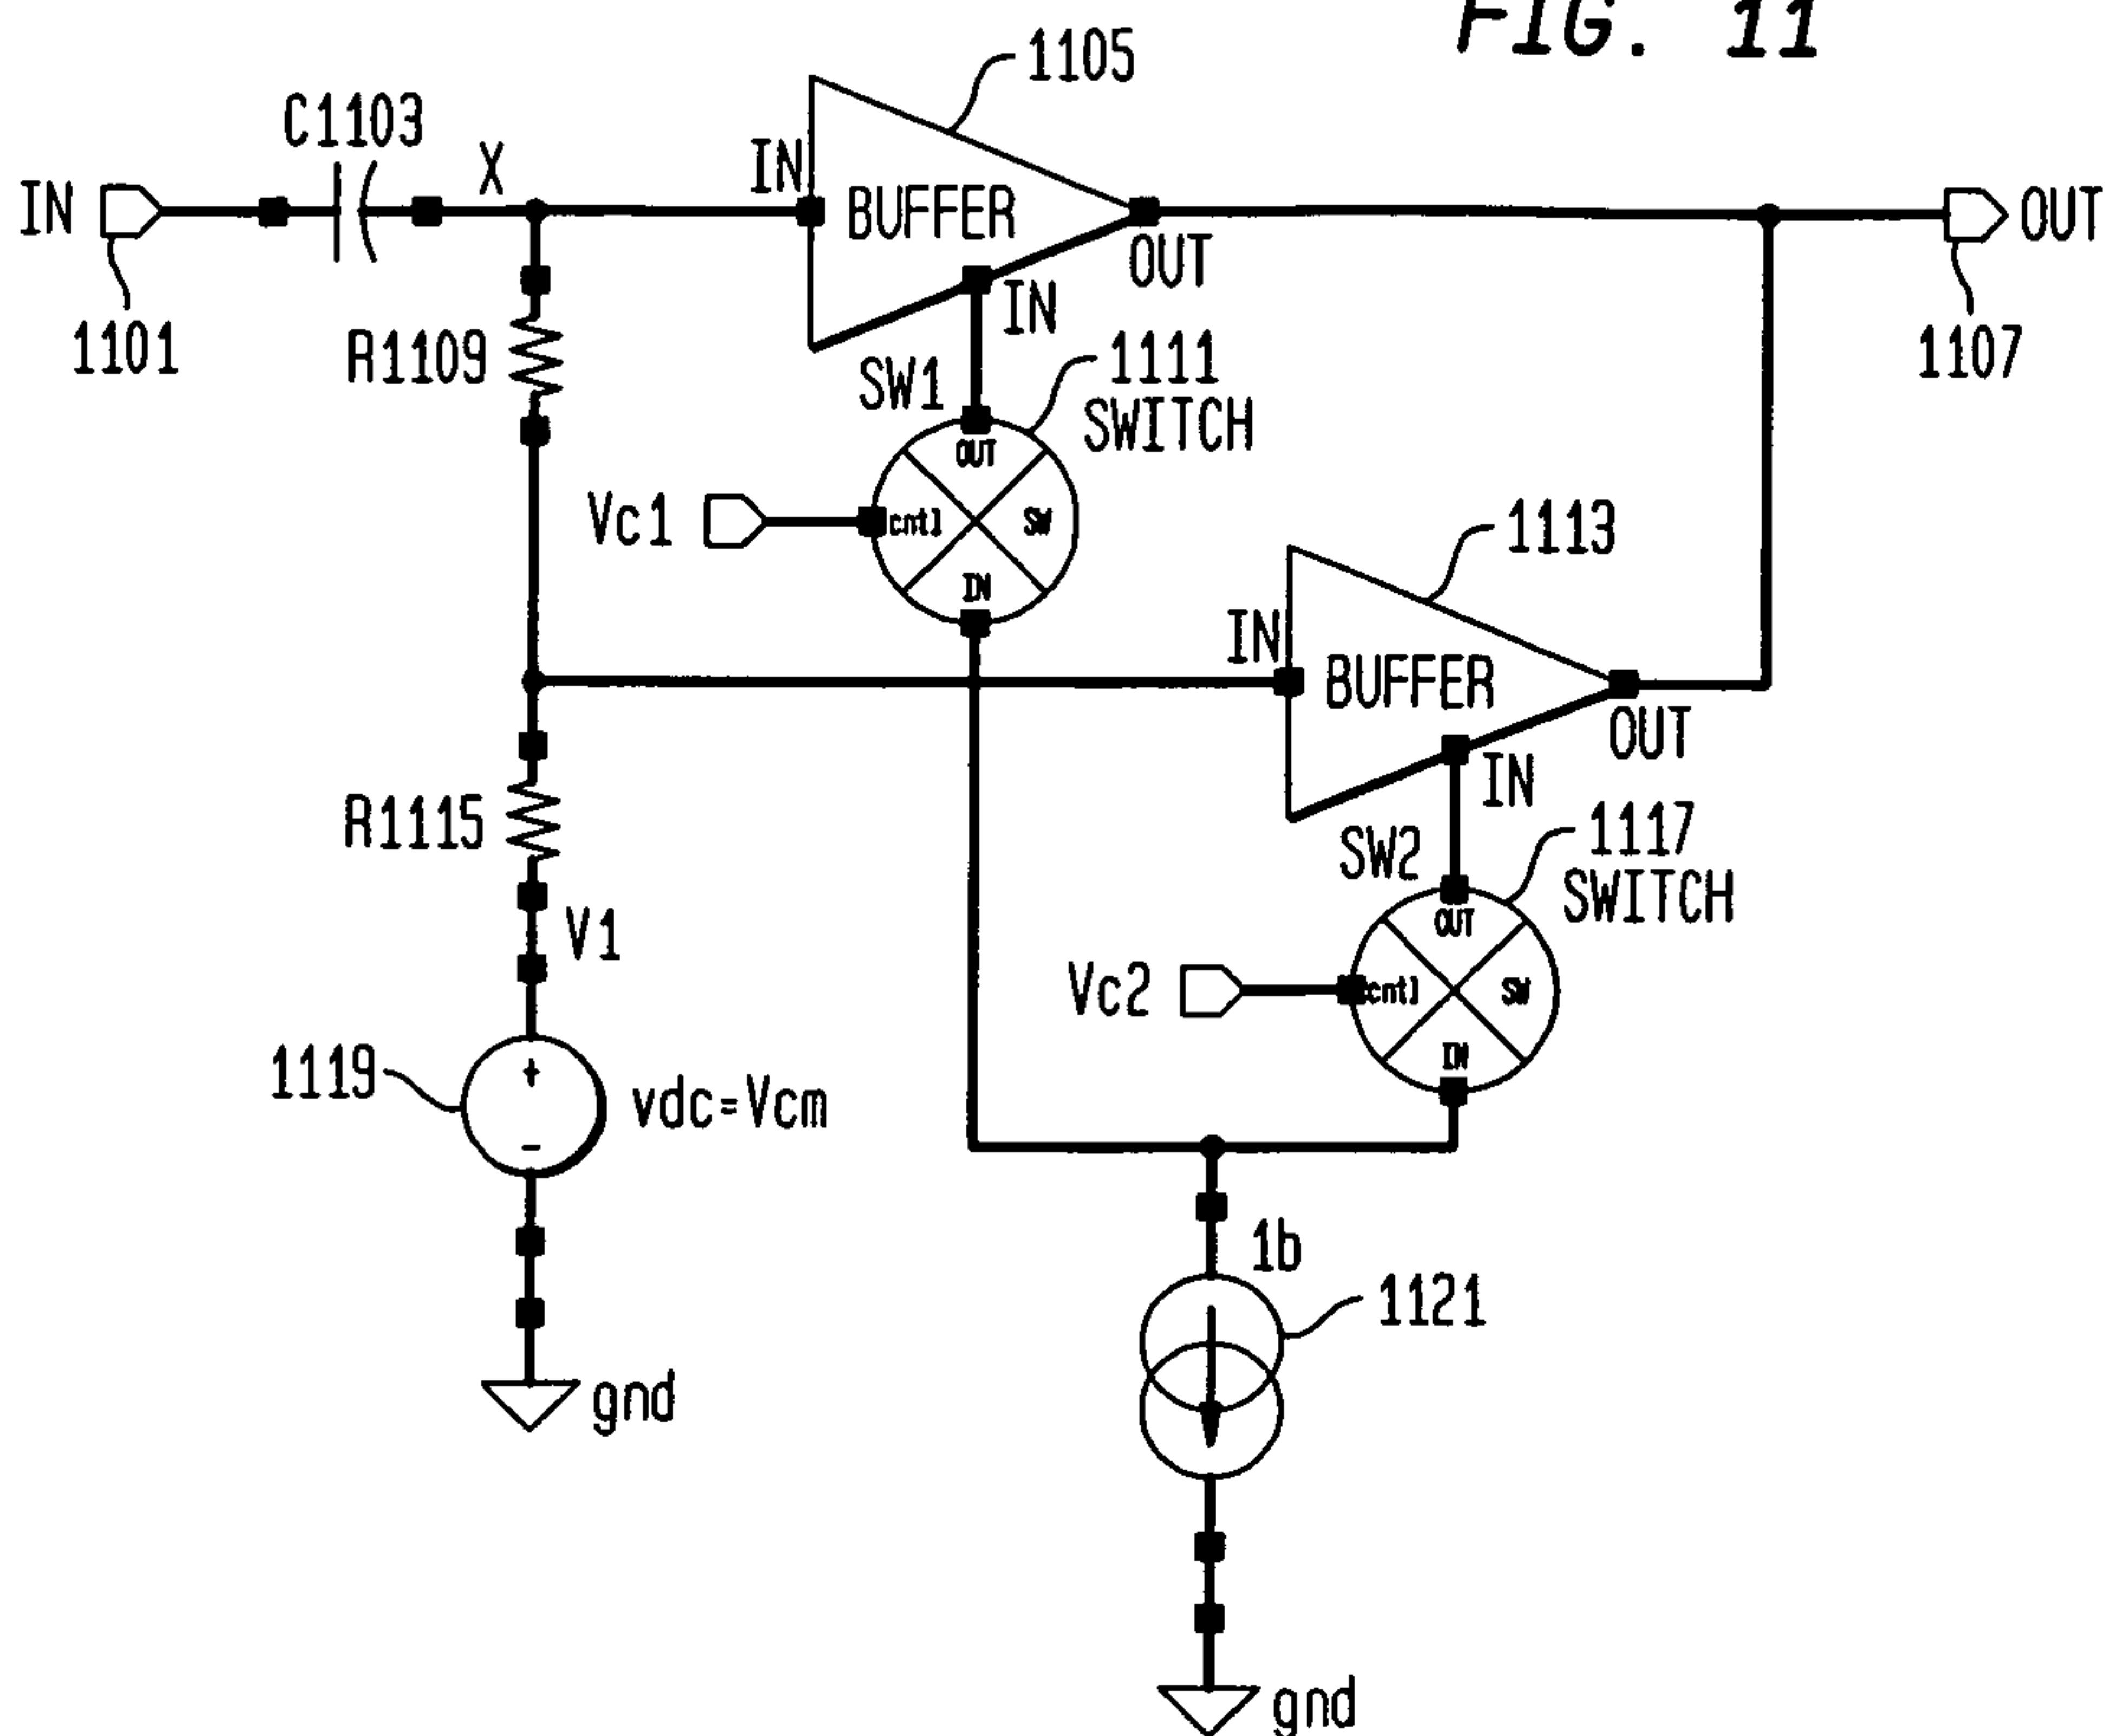 FIG. 11
1105
C1103
X
IN
IN
BUFFER
OUT
OUT
IN
1101
R1109
SW1
1111
SWITCH
1107
OUT
Vc1
cntl
SW
IN
1113
IN
BUFFER
OUT
IN
R1115
SW2
1117
SWITCH
OUT
V1
Vc2
cntl
SW
IN
1119
+
-
vdc=Vcm
1b
1121
gnd
gnd